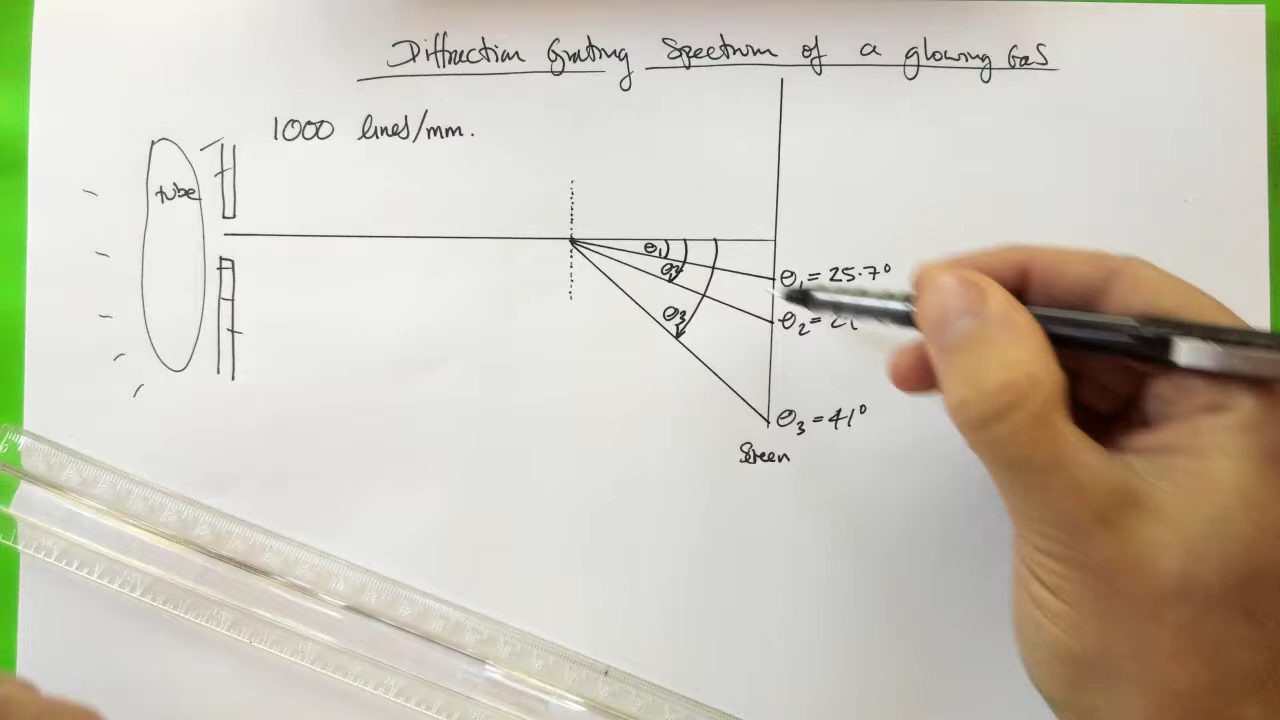 Diffraction Grating Spectrum of a glowing Gas
1000 lines/mm.
tube
θ₁
θ₂
θ₃
θ₁ = 25.7°
θ₂ =
θ₃ = 41°
Screen